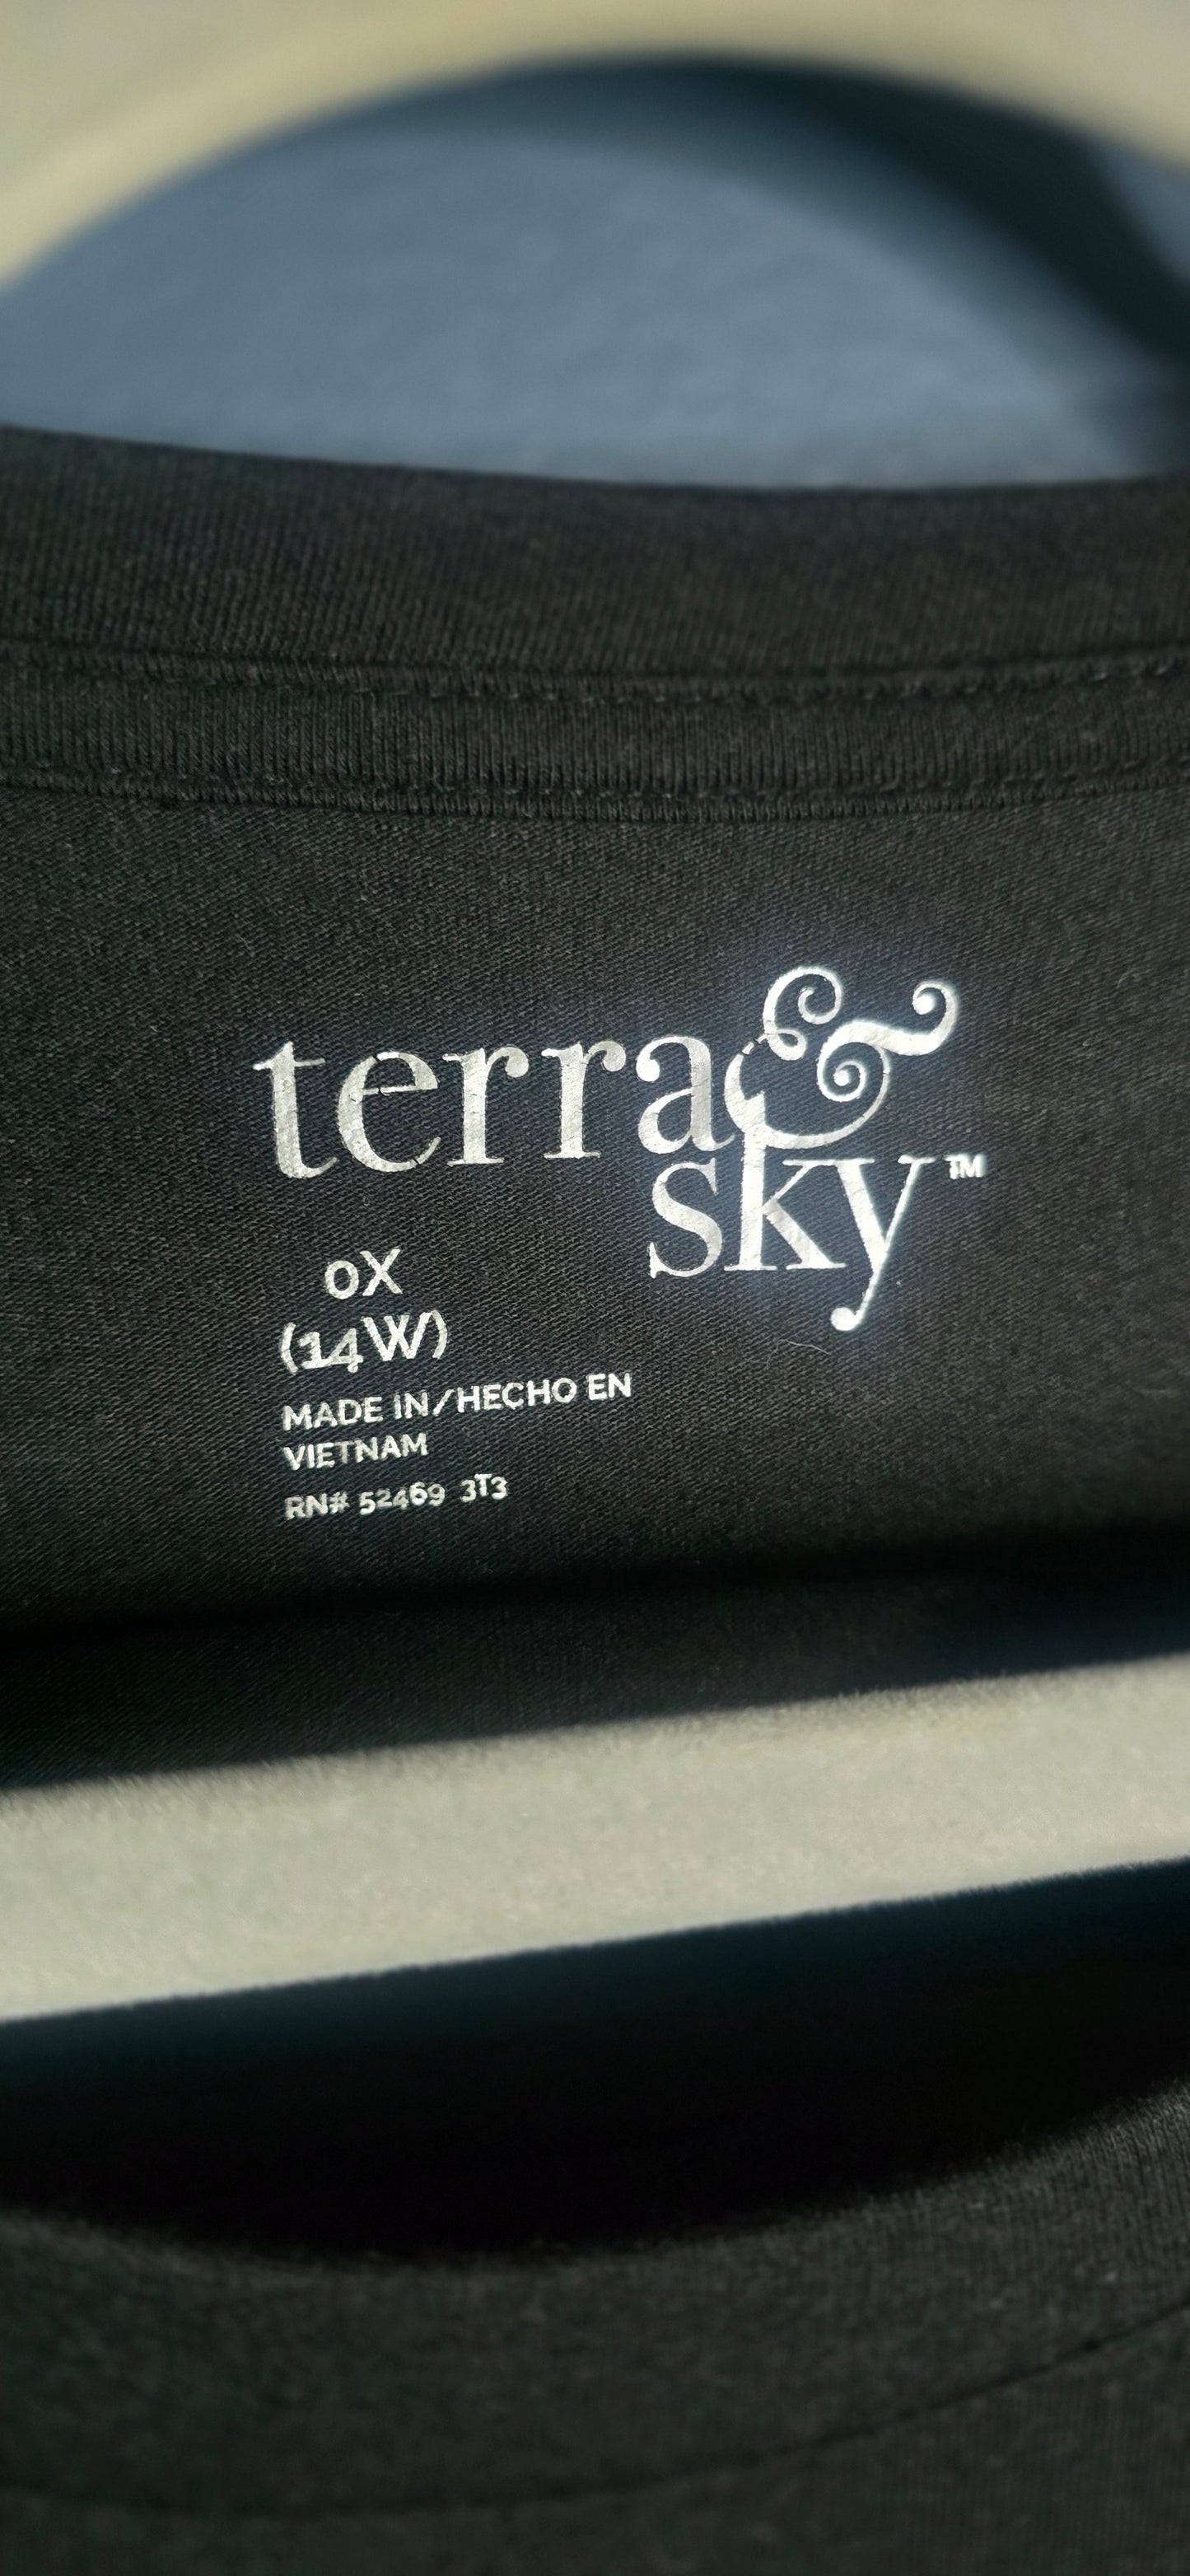 terra&
sky™
0X
(14W)
MADE IN/HECHO EN
VIETNAM
RN# 52469 3T3